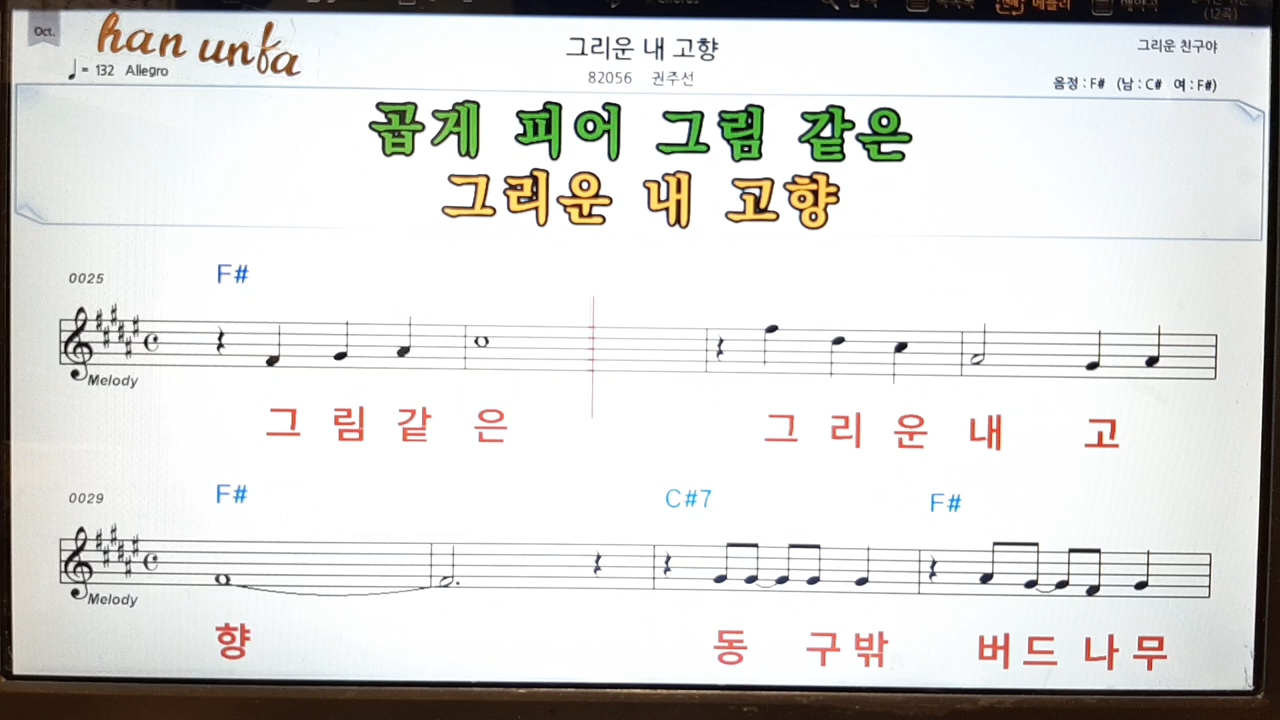 Oct.
han unfa
♩ = 132 Allegro
그리운 내 고향
82056 권주선
그리운 친구야
음정 : F# (남 : C# 여 : F#)
곱게 피어 그림 같은
그리운 내 고향
0025 F#
Melody
그 림 같 은 그 리 운 내 고
0029 F# C#7 F#
Melody
향 동 구 밖 버 드 나 무